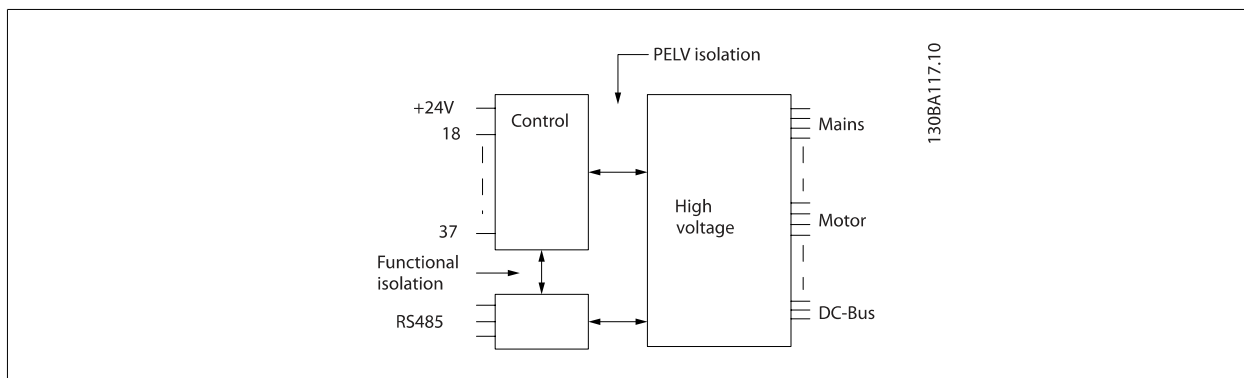 PELV isolation
+24V
Control
18
Mains
37
High
voltage
Motor
Functional
isolation
RS485
DC-Bus
130BA117.10